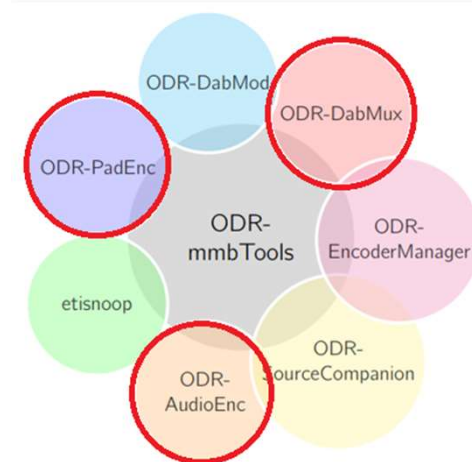 ODR-DabMod
ODR-DabMux
ODR-PadEnc
ODR-
mmbTools
ODR-
EncoderManager
etisnoop
ODR-
SourceCompanion
ODR-
AudioEnc